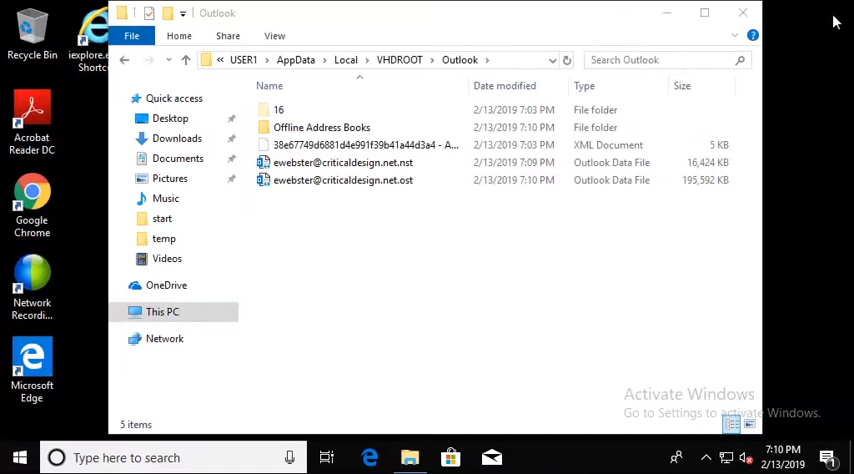 Recycle Bin
iexplore.exe
Shortc
Acrobat
Reader DC
Google
Chrome
Network
Recordi...
Microsoft
Edge
Outlook
File Home Share View
« USER1 > AppData > Local > VHDROOT > Outlook >
Search Outlook
Name Date modified Type Size
Quick access
Desktop
Downloads
Documents
Pictures
Music
start
temp
Videos
OneDrive
This PC
Network
16 2/13/2019 7:03 PM File folder
Offline Address Books 2/13/2019 7:10 PM File folder
38e67749d6881d4e991f39b41a44d3a4 - A... 2/13/2019 7:03 PM XML Document 5 KB
ewebster@criticaldesign.net.nst 2/13/2019 7:09 PM Outlook Data File 16,424 KB
ewebster@criticaldesign.net.ost 2/13/2019 7:10 PM Outlook Data File 195,592 KB
5 items
Activate Windows
Go to Settings to activate Windows.
Type here to search
7:10 PM
2/13/2019
1